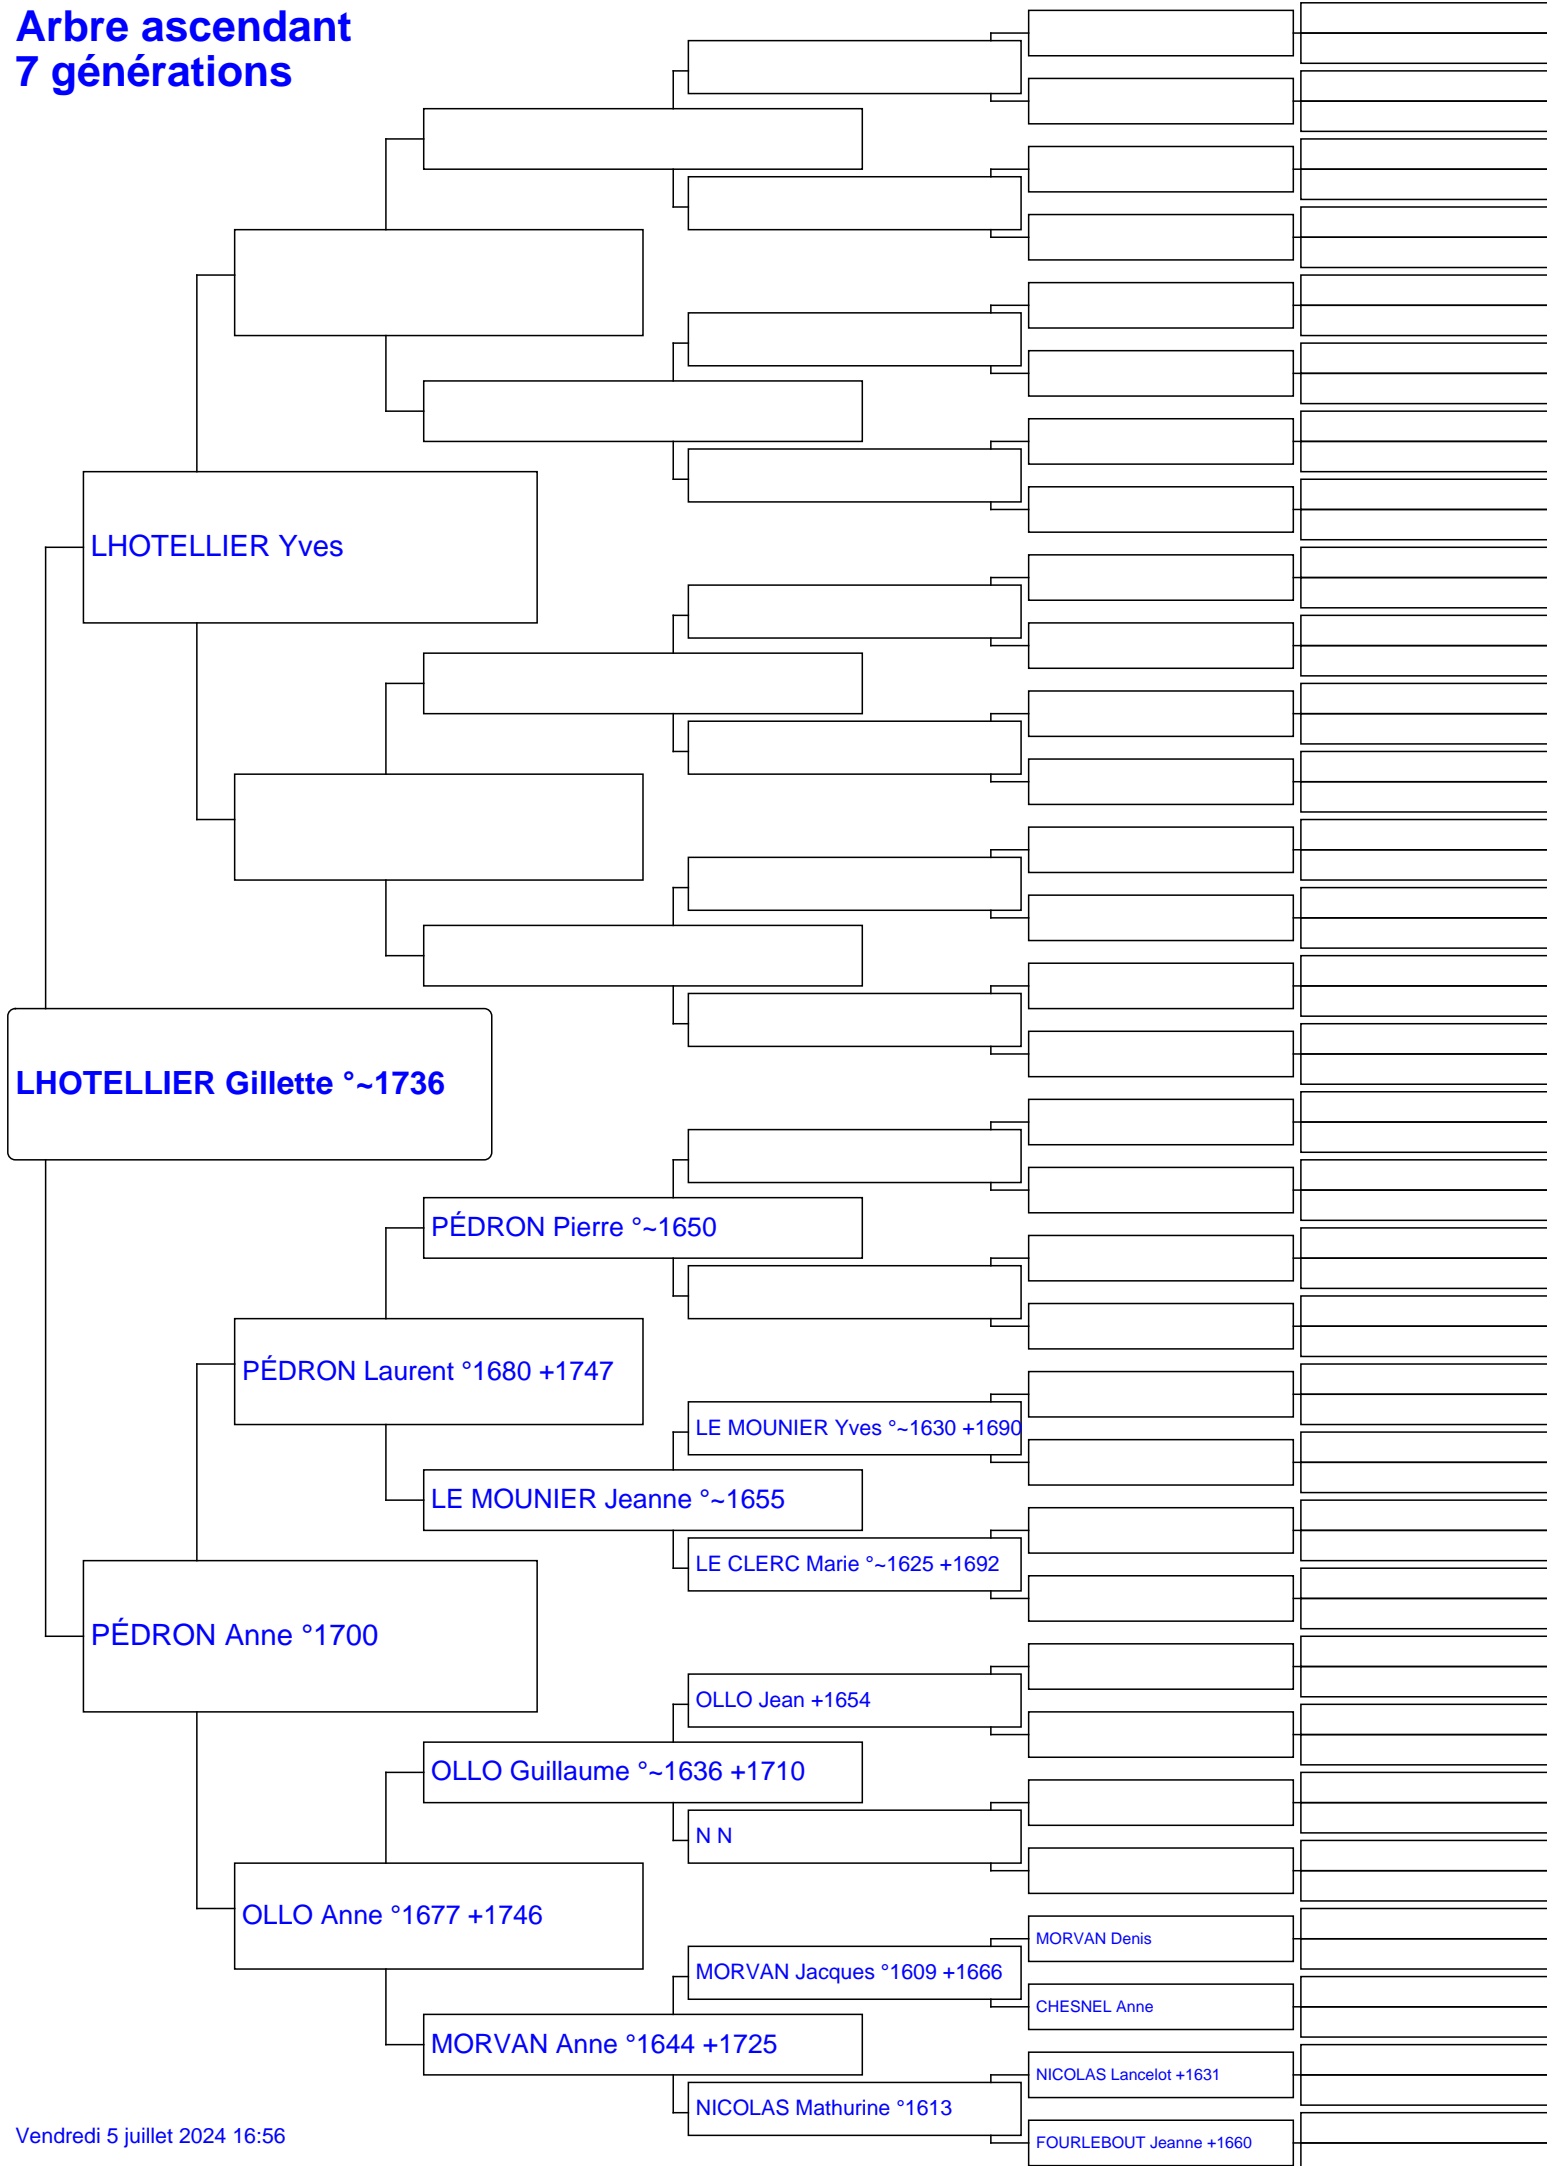 Arbre ascendant
7 générations
LHOTELLIER Yves
LHOTELLIER Gillette °~1736
PÉDRON Pierre °~1650
PÉDRON Laurent °1680 +1747
LE MOUNIER Yves °~1630 +1690
LE MOUNIER Jeanne °~1655
LE CLERC Marie °~1625 +1692
PÉDRON Anne °1700
OLLO Jean +1654
OLLO Guillaume °~1636 +1710
N N
OLLO Anne °1677 +1746
MORVAN Denis
MORVAN Jacques °1609 +1666
CHESNEL Anne
MORVAN Anne °1644 +1725
NICOLAS Lancelot +1631
NICOLAS Mathurine °1613
FOURLEBOUT Jeanne +1660
Vendredi 5 juillet 2024 16:56